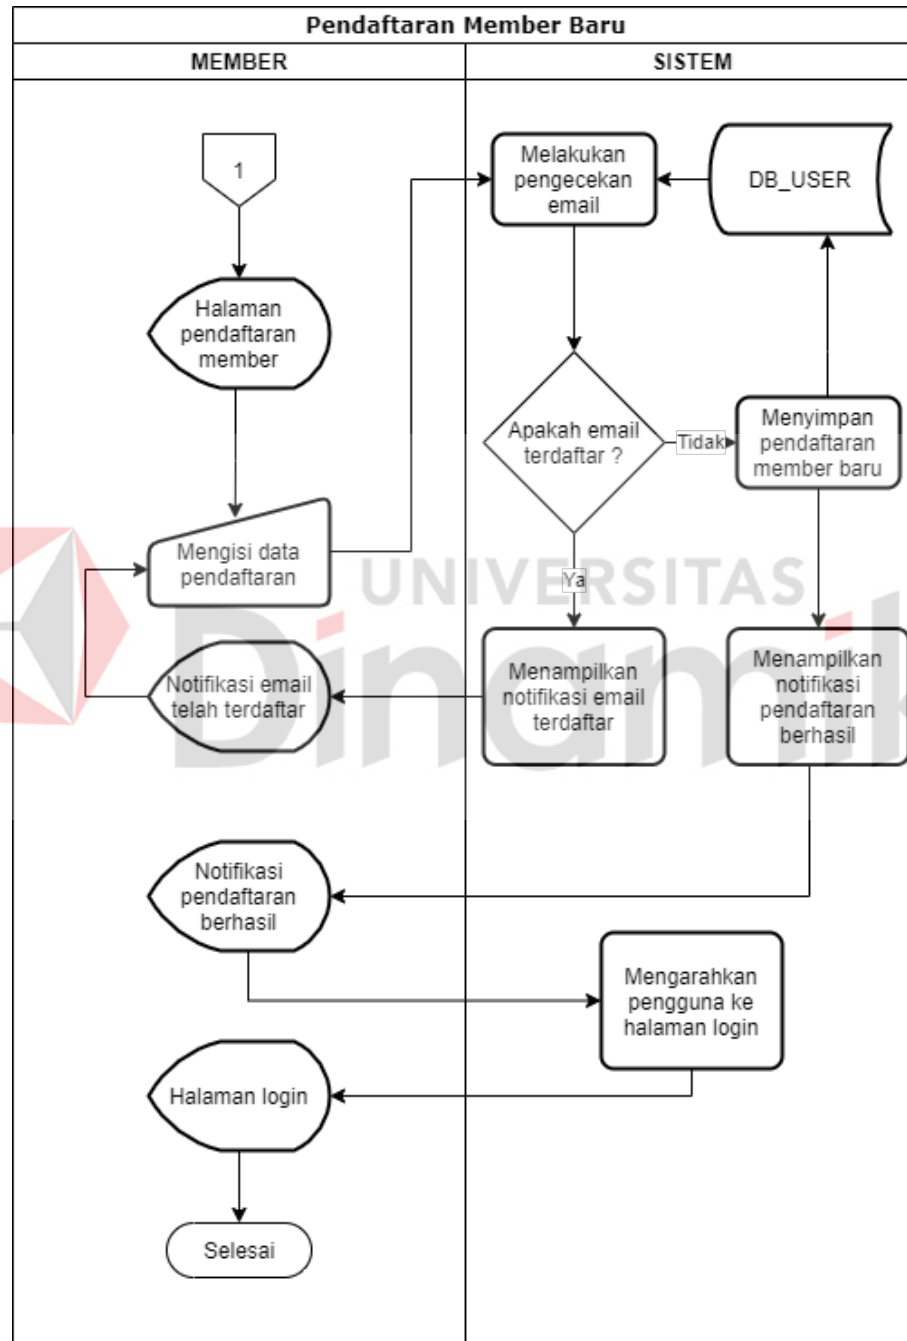 Pendaftaran Member Baru
MEMBER
SISTEM
1
Melakukan
pengecekan
email
DB_USER
Halaman
pendaftaran
member
Apakah email
terdaftar ?
Tidak
Menyimpan
pendaftaran
member baru
Mengisi data
pendaftaran
Ya
UNIVERSITAS
Dinamik
Notifikasi email
telah terdaftar
Menampilkan
notifikasi email
terdaftar
Menampilkan
notifikasi
pendaftaran
berhasil
Notifikasi
pendaftaran
berhasil
Mengarahkan
pengguna ke
halaman login
Halaman login
Selesai